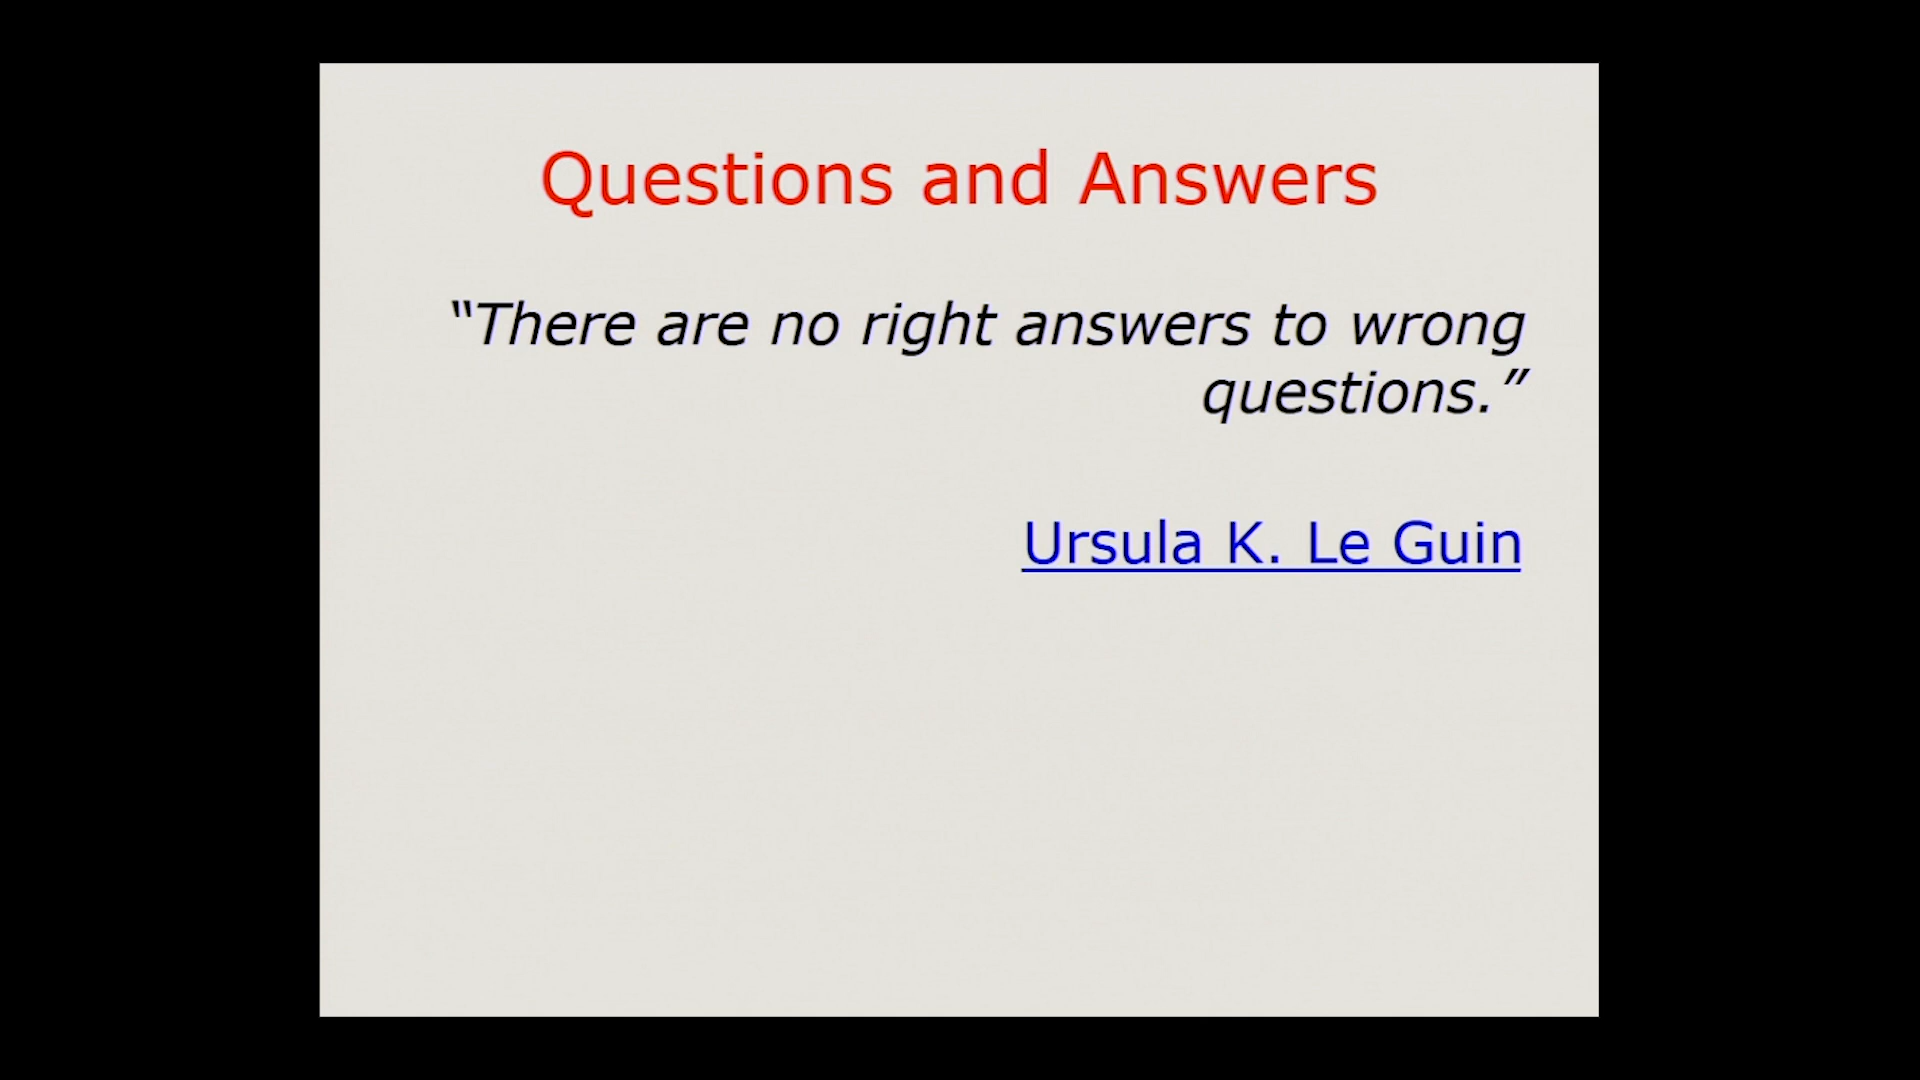 Questions and Answers
“There are no right answers to wrong
questions.”
Ursula K. Le Guin